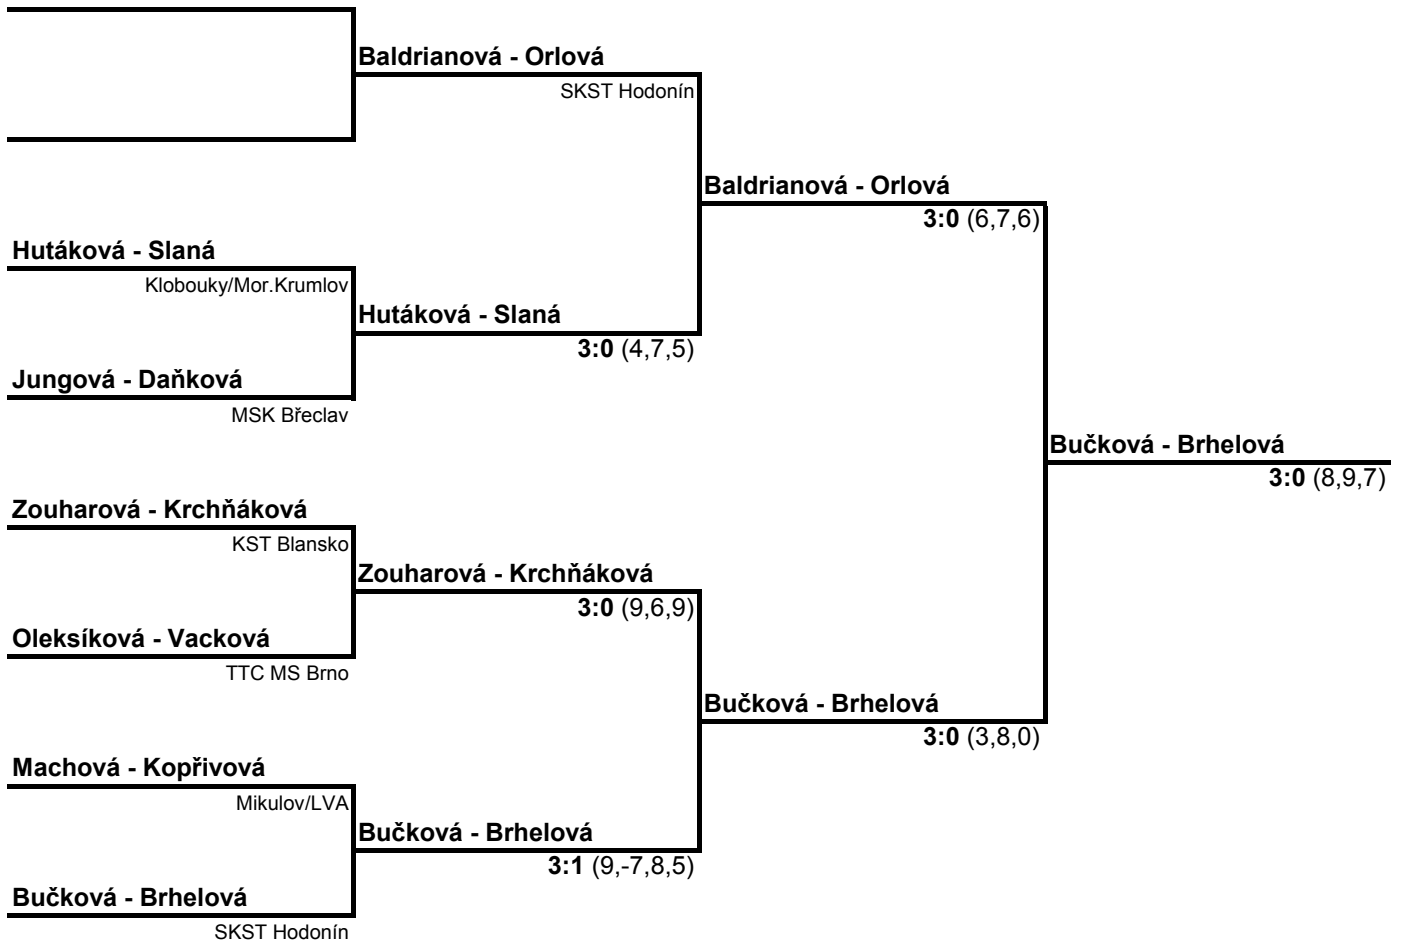 Baldrianová - Orlová
SKST Hodonín
Baldrianová - Orlová
3:0 (6,7,6)
Hutáková - Slaná
Klobouky/Mor.Krumlov
Hutáková - Slaná
3:0 (4,7,5)
Jungová - Daňková
MSK Břeclav
Bučková - Brhelová
3:0 (8,9,7)
Zouharová - Krchňáková
KST Blansko
Zouharová - Krchňáková
3:0 (9,6,9)
Oleksíková - Vacková
TTC MS Brno
Bučková - Brhelová
3:0 (3,8,0)
Machová - Kopřivová
Mikulov/LVA
Bučková - Brhelová
3:1 (9,-7,8,5)
Bučková - Brhelová
SKST Hodonín